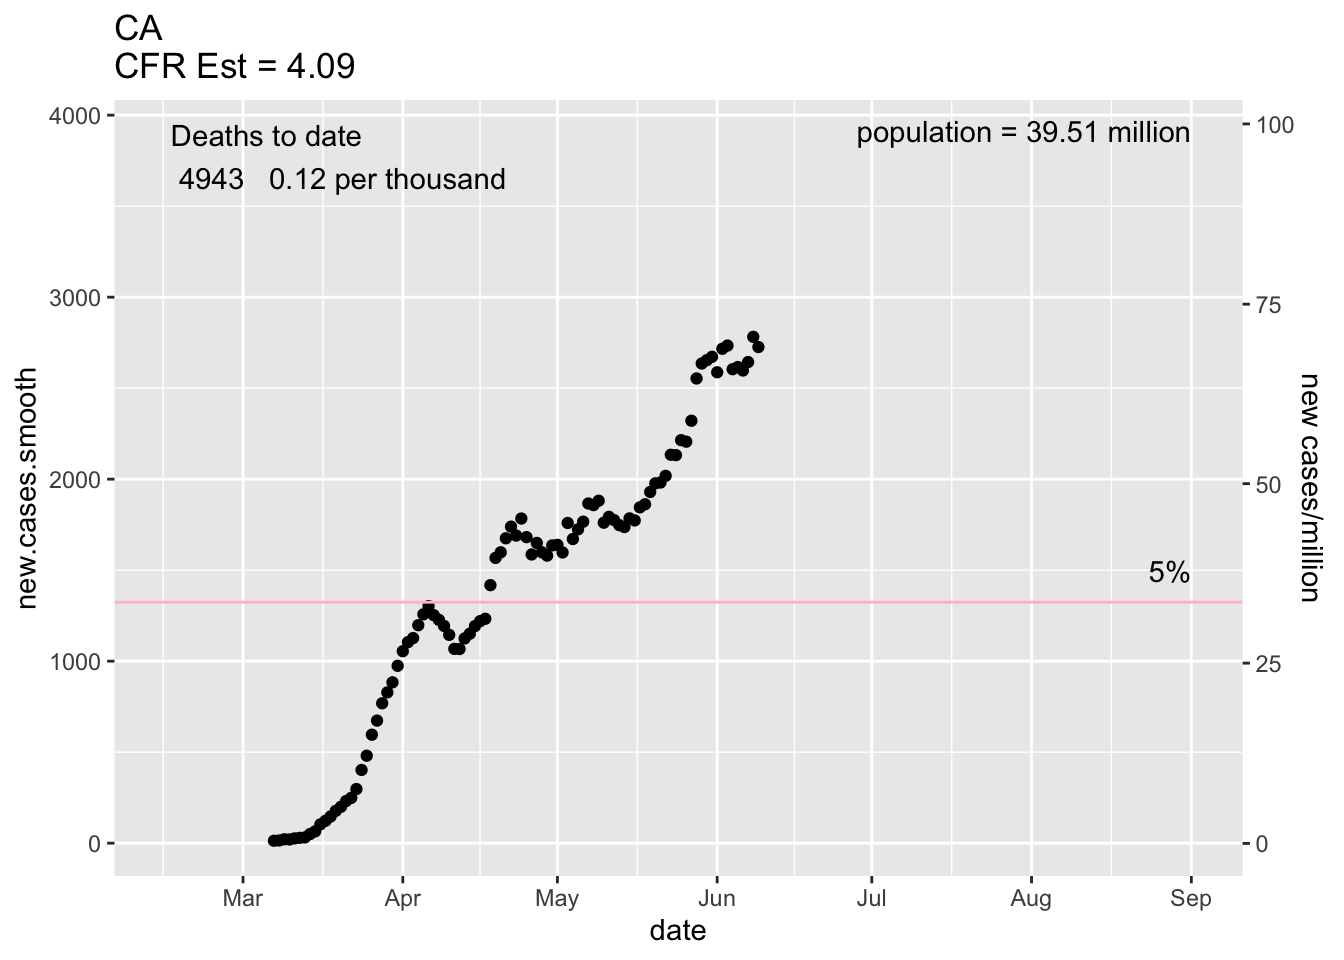 CA
CFR Est = 4.09
Deaths to date
4943 0.12 per thousand
population = 39.51 million
4000
3000
2000
1000
0
new.cases.smooth
100
75
50
25
0
new cases/million
5%
Mar Apr May Jun Jul Aug Sep
date